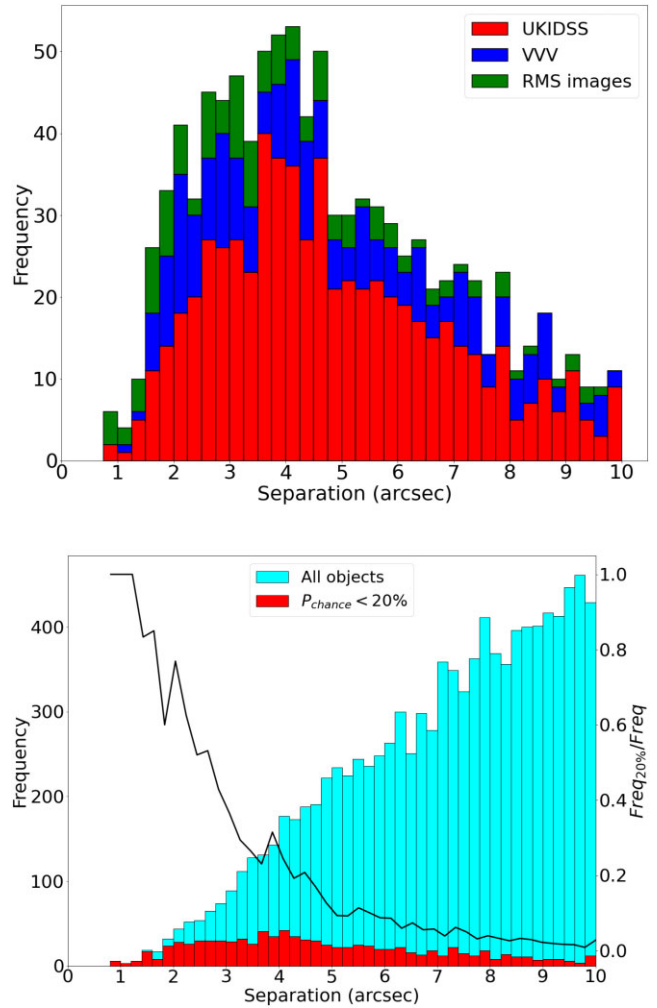 UKIDSS
VVV
RMS images
50
40
30
20
10
0
Frequency
0 1 2 3 4 5 6 7 8 9 10
Separation (arcsec)
All objects
P_chance < 20%
400
300
200
100
0
Frequency
1.0
0.8
0.6
0.4
0.2
0.0
Freq_20%/Freq
0 1 2 3 4 5 6 7 8 9 10
Separation (arcsec)